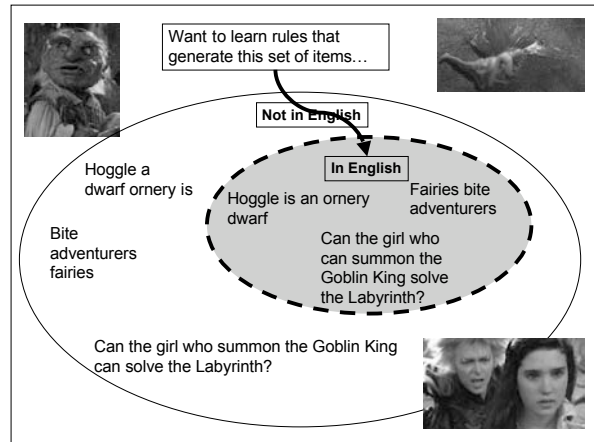 Want to learn rules that
generate this set of items…
Not in English
In English
Hoggle a
dwarf ornery is
Hoggle is an ornery
dwarf
Fairies bite
adventurers
Bite
adventurers
fairies
Can the girl who
can summon the
Goblin King solve
the Labyrinth?
Can the girl who summon the Goblin King
can solve the Labyrinth?